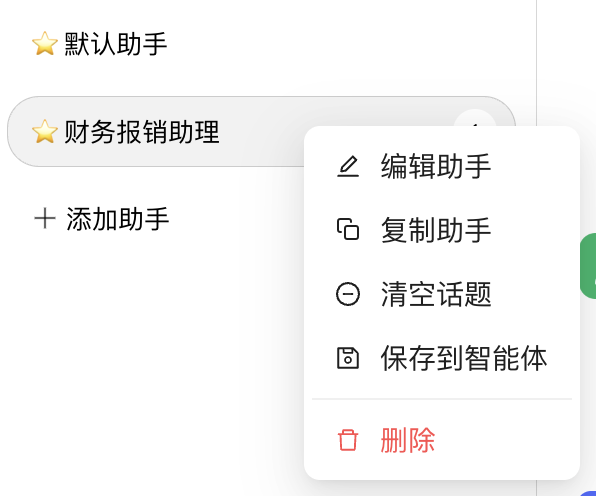 默认助手
财务报销助理
添加助手
编辑助手
复制助手
清空话题
保存到智能体
删除